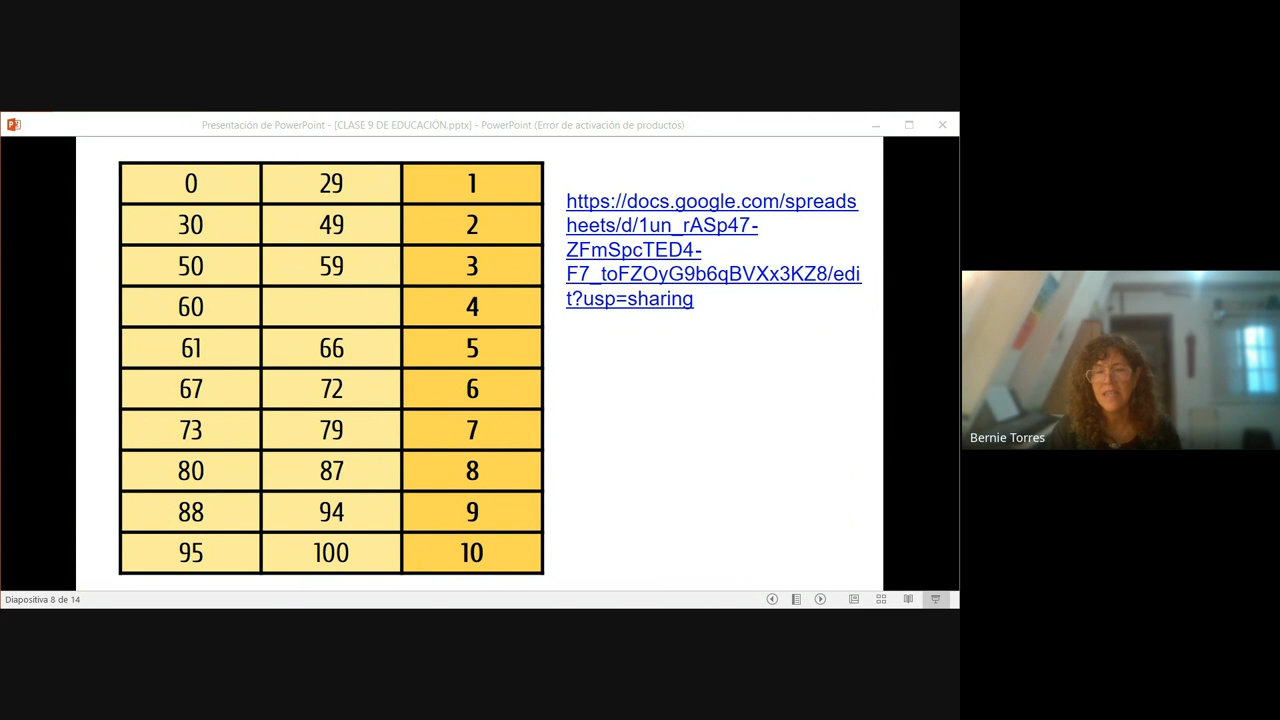 Presentación de PowerPoint - [CLASE 9 DE EDUCACIÓN.pptx] - PowerPoint (Error de activación de productos)
0 29 1
30 49 2
50 59 3
60 4
61 66 5
67 72 6
73 79 7
80 87 8
88 94 9
95 100 10
https://docs.google.com/spreads
heets/d/1un_rASp47-
ZFmSpcTED4-
F7_toFZOyG9b6qBVXx3KZ8/edi
t?usp=sharing
Bernie Torres
Diapositiva 8 de 14